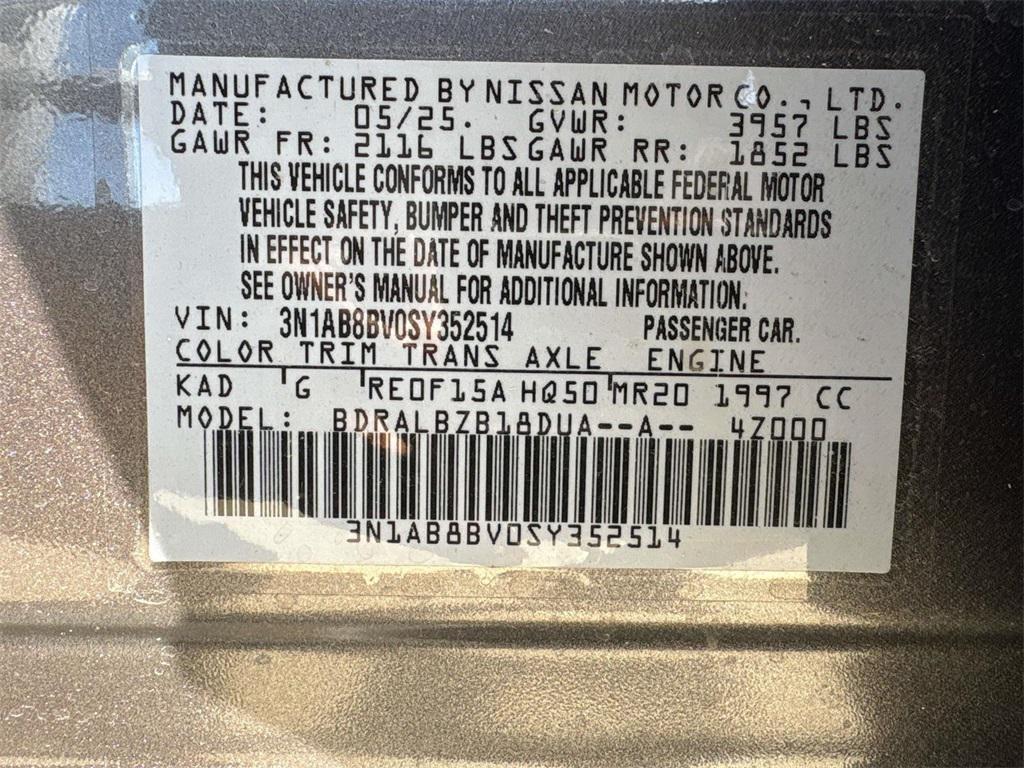 MANUFACTURED BY NISSAN MOTOR CO., LTD.
DATE: 05/25. GVWR: 3957 LBS
GAWR FR: 2116 LBS GAWR RR: 1852 LBS
THIS VEHICLE CONFORMS TO ALL APPLICABLE FEDERAL MOTOR
VEHICLE SAFETY, BUMPER AND THEFT PREVENTION STANDARDS
IN EFFECT ON THE DATE OF MANUFACTURE SHOWN ABOVE.
SEE OWNER'S MANUAL FOR ADDITIONAL INFORMATION.
VIN: 3N1AB8BV0SY352514 PASSENGER CAR.
COLOR TRIM TRANS AXLE ENGINE
KAD G RE0F15A HQ50 MR20 1997 CC
MODEL: BDRALBZB18DUA--A-- 4Z000
3N1AB8BV0SY352514